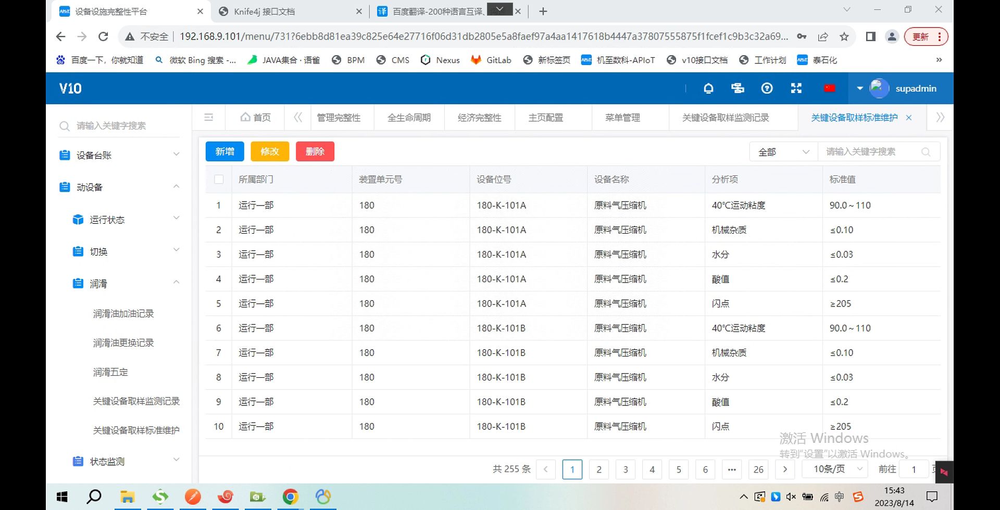 设备设施完整性平台 Knife4j 接口文档 百度翻译-200种语言互译、
不安全 192.168.9.101/menu/731?6ebb8d81ea39c825e64e27716f06d31db2805e5a8faef97a4aa1417618b4447a37807555875f1fcef1c9b3c32a69... 更新
百度一下，你就知道 微软 Bing 搜索 -... JAVA集合 · 语雀 BPM CMS Nexus GitLab 新标签页 机至数科-APIoT v10接口文档 工作计划 泰石化 »
V10 supadmin
请输入关键字搜索
首页 管理完整性 全生命周期 经济完整性 主页配置 菜单管理 关键设备取样监测记录 关键设备取样标准维护
设备台账
动设备
运行状态
切换
润滑
润滑油加油记录
润滑油更换记录
润滑五定
关键设备取样监测记录
关键设备取样标准维护
状态监测
新增 修改 删除 全部 请输入关键字搜索
所属部门 装置单元号 设备位号 设备名称 分析项 标准值
1 运行一部 180 180-K-101A 原料气压缩机 40℃运动粘度 90.0～110
2 运行一部 180 180-K-101A 原料气压缩机 机械杂质 ≤0.10
3 运行一部 180 180-K-101A 原料气压缩机 水分 ≤0.03
4 运行一部 180 180-K-101A 原料气压缩机 酸值 ≤0.2
5 运行一部 180 180-K-101A 原料气压缩机 闪点 ≥205
6 运行一部 180 180-K-101B 原料气压缩机 40℃运动粘度 90.0～110
7 运行一部 180 180-K-101B 原料气压缩机 机械杂质 ≤0.10
8 运行一部 180 180-K-101B 原料气压缩机 水分 ≤0.03
9 运行一部 180 180-K-101B 原料气压缩机 酸值 ≤0.2
10 运行一部 180 180-K-101B 原料气压缩机 闪点 ≥205
激活 Windows
转到“设置”以激活 Windows。
共 255 条 1 2 3 4 5 6 ••• 26 10条/页 前往 1
中 15:43
2023/8/14